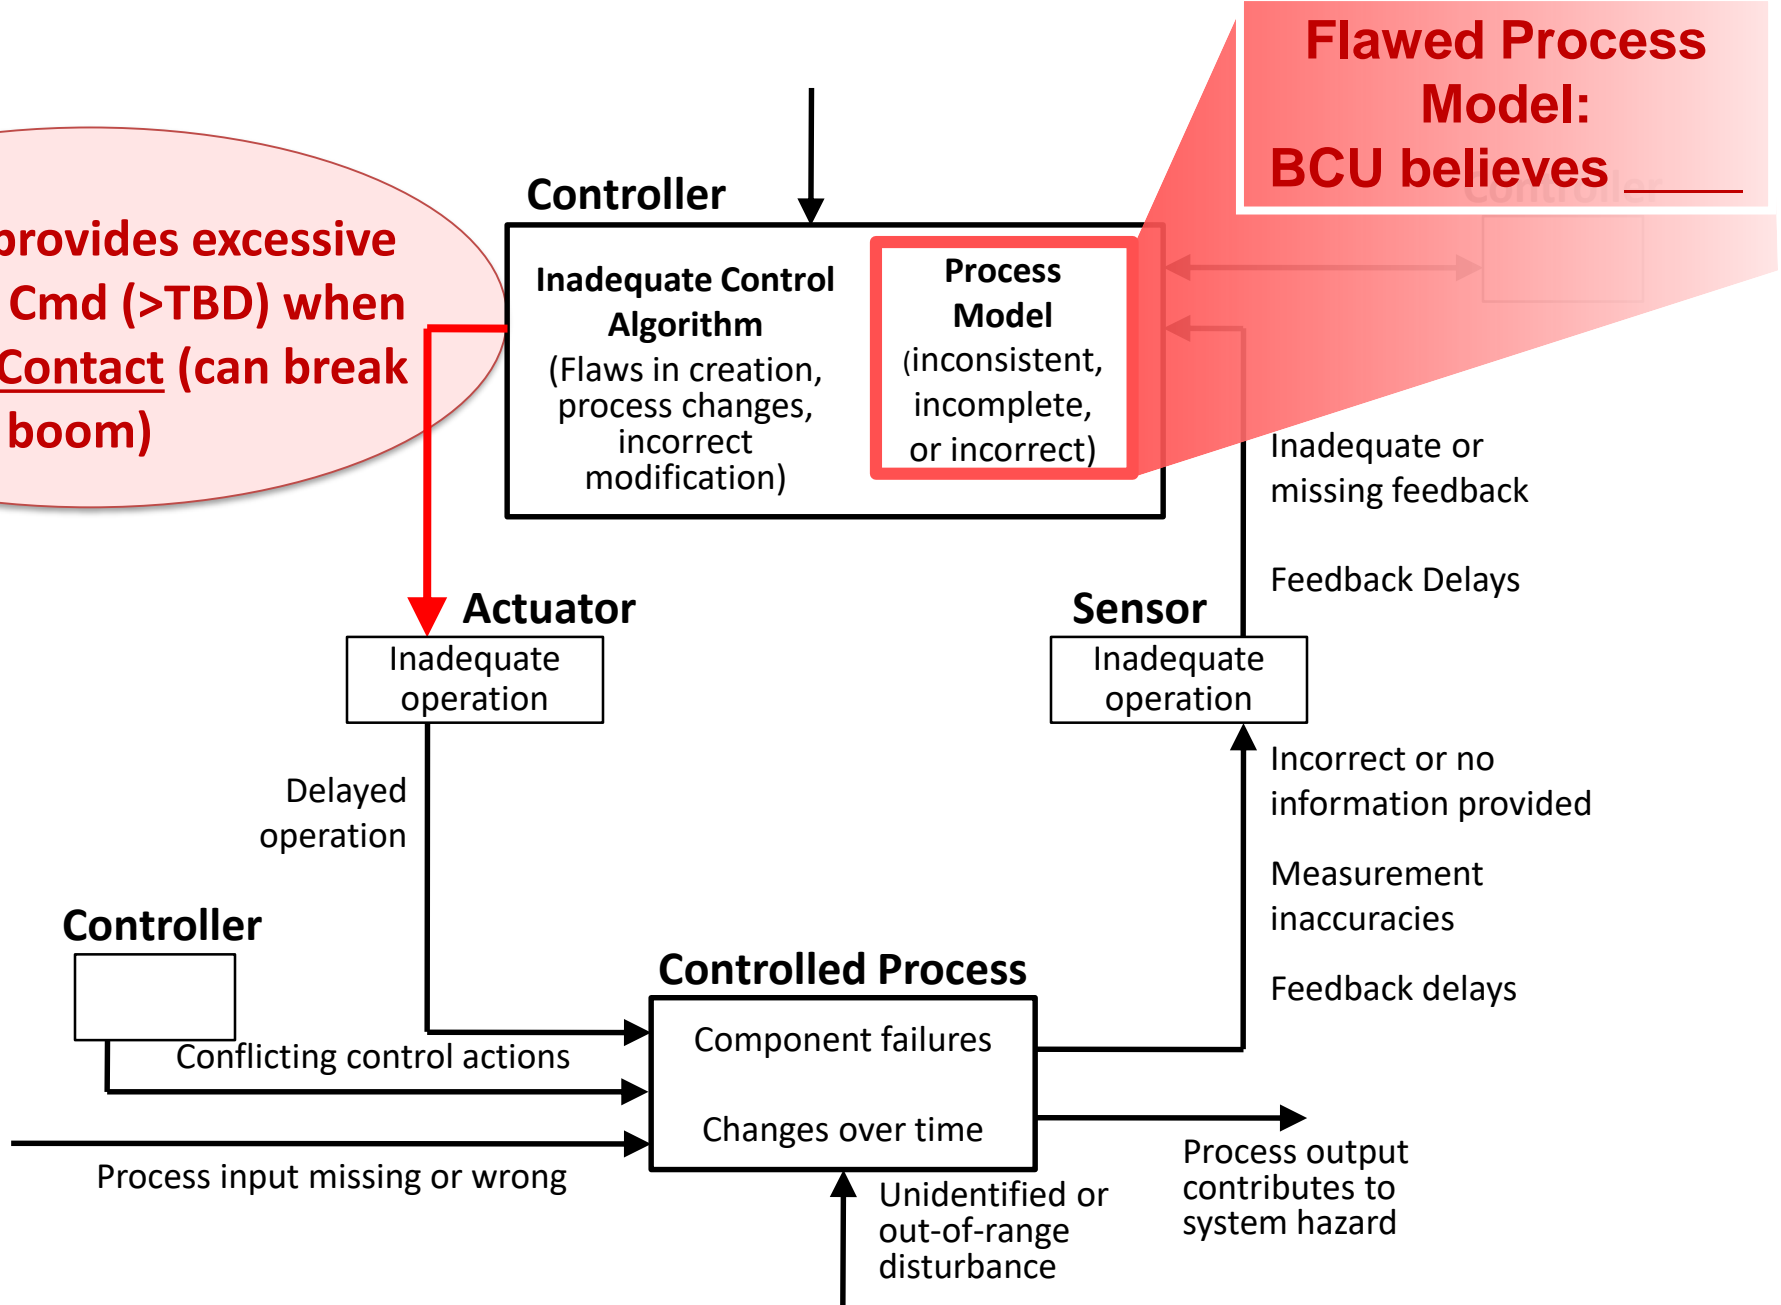 Flawed Process
Model:
BCU believes _____
Controller
Controller
provides excessive
Cmd (>TBD) when
Contact (can break
boom)
Inadequate Control
Algorithm
(Flaws in creation,
process changes,
incorrect
modification)
Process
Model
(inconsistent,
incomplete,
or incorrect)
Inadequate or
missing feedback
Feedback Delays
Actuator
Inadequate
operation
Sensor
Inadequate
operation
Delayed
operation
Incorrect or no
information provided
Measurement
inaccuracies
Feedback delays
Controller
Conflicting control actions
Process input missing or wrong
Controlled Process
Component failures
Changes over time
Unidentified or
out-of-range
disturbance
Process output
contributes to
system hazard